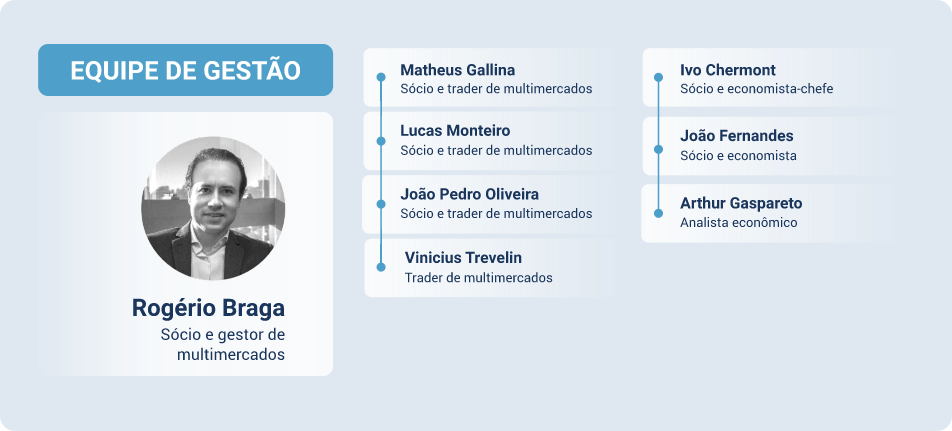 EQUIPE DE GESTÃO
Rogério Braga
Sócio e gestor de
multimercados
Matheus Gallina
Sócio e trader de multimercados
Lucas Monteiro
Sócio e trader de multimercados
João Pedro Oliveira
Sócio e trader de multimercados
Vinicius Trevelin
Trader de multimercados
Ivo Chermont
Sócio e economista-chefe
João Fernandes
Sócio e economista
Arthur Gaspareto
Analista econômico